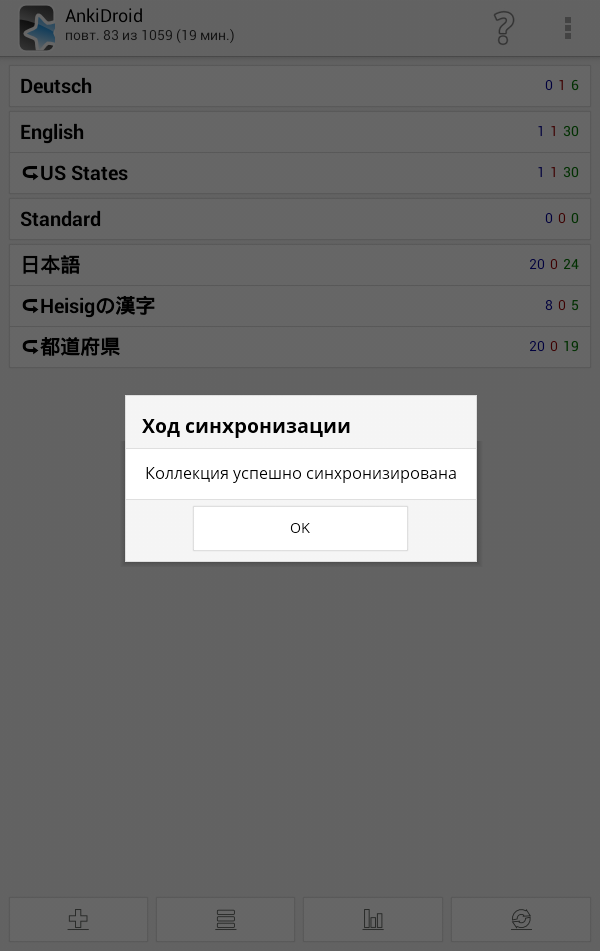 AnkiDroid
повт. 83 из 1059 (19 мин.)
Deutsch 0 1 6
English 1 1 30
US States 1 1 30
Standard 0 0 0
日本語 20 0 24
Heisigの漢字 8 0 5
都道府県 20 0 19
Ход синхронизации
Коллекция успешно синхронизирована
OK